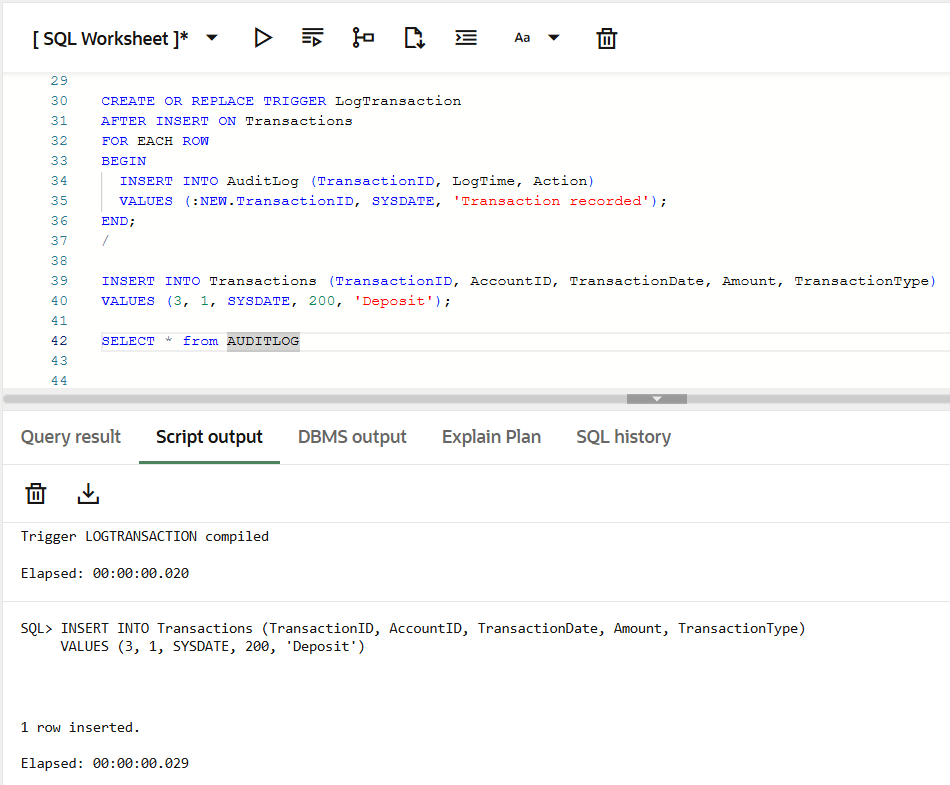 [ SQL Worksheet ]*
Aa
29
30 CREATE OR REPLACE TRIGGER LogTransaction
31 AFTER INSERT ON Transactions
32 FOR EACH ROW
33 BEGIN
34 INSERT INTO AuditLog (TransactionID, LogTime, Action)
35 VALUES (:NEW.TransactionID, SYSDATE, 'Transaction recorded');
36 END;
37 /
38
39 INSERT INTO Transactions (TransactionID, AccountID, TransactionDate, Amount, TransactionType)
40 VALUES (3, 1, SYSDATE, 200, 'Deposit');
41
42 SELECT * from AUDITLOG
43
44
Query result Script output DBMS output Explain Plan SQL history
Trigger LOGTRANSACTION compiled
Elapsed: 00:00:00.020
SQL> INSERT INTO Transactions (TransactionID, AccountID, TransactionDate, Amount, TransactionType)
VALUES (3, 1, SYSDATE, 200, 'Deposit')
1 row inserted.
Elapsed: 00:00:00.029